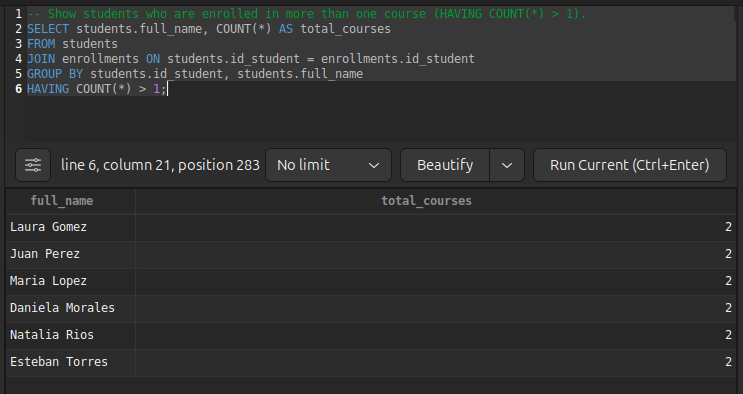 1 -- Show students who are enrolled in more than one course (HAVING COUNT(*) > 1).
2 SELECT students.full_name, COUNT(*) AS total_courses
3 FROM students
4 JOIN enrollments ON students.id_student = enrollments.id_student
5 GROUP BY students.id_student, students.full_name
6 HAVING COUNT(*) > 1;
line 6, column 21, position 283 No limit Beautify Run Current (Ctrl+Enter)
full_name total_courses
Laura Gomez 2
Juan Perez 2
Maria Lopez 2
Daniela Morales 2
Natalia Rios 2
Esteban Torres 2